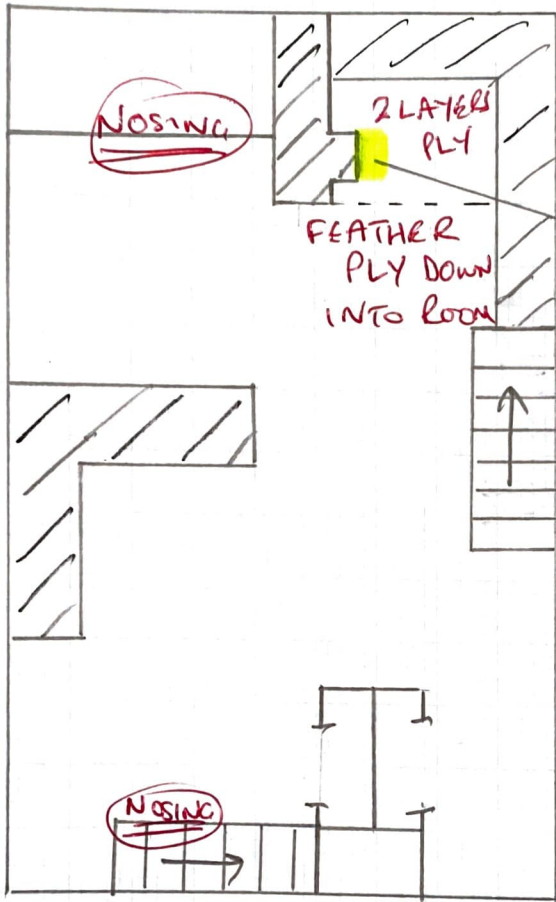 NOSING
2 LAYERS
PLY
FEATHER
PLY DOWN
INTO ROOM
NOSING